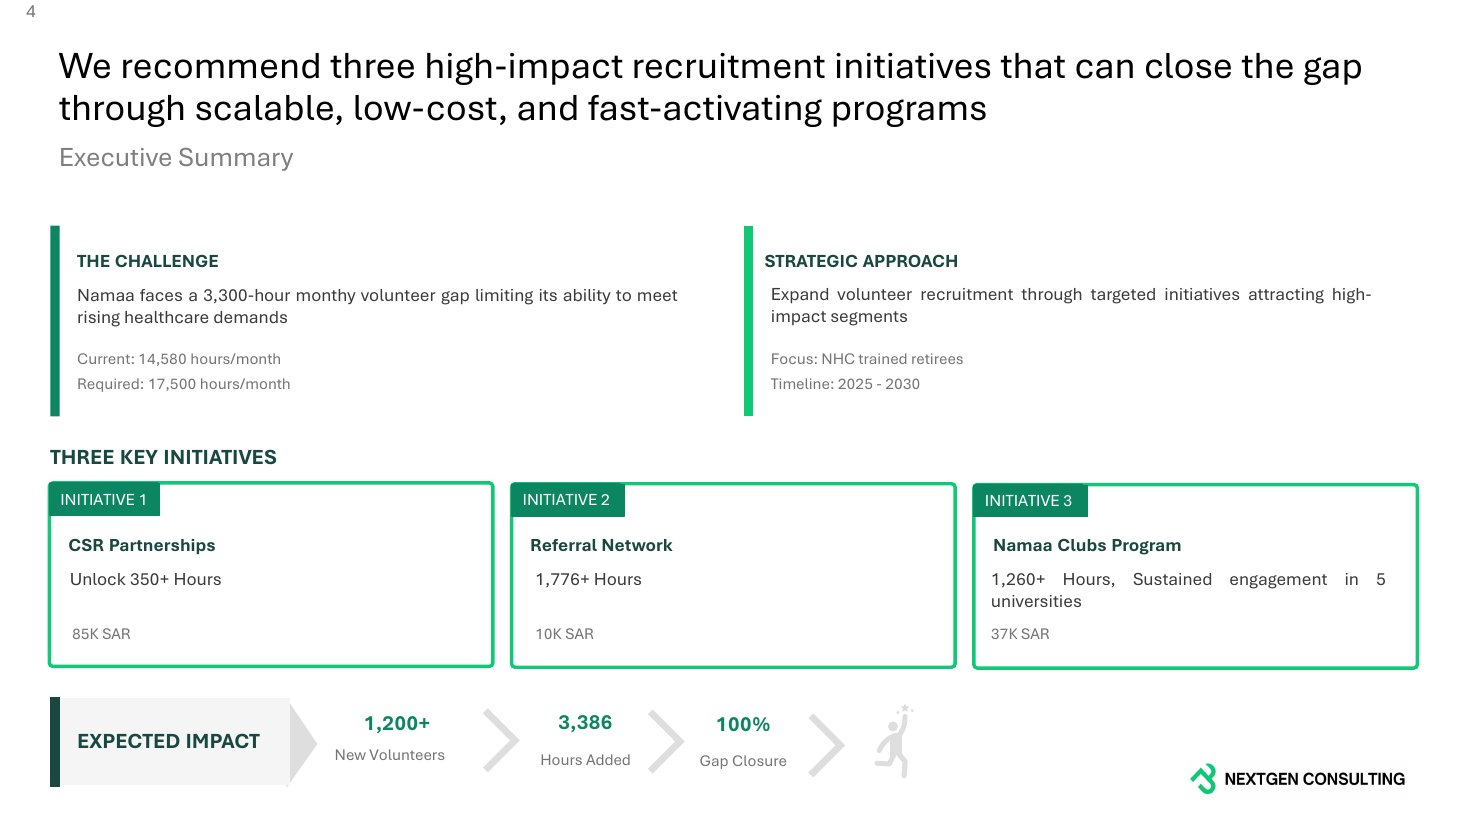 4
We recommend three high-impact recruitment initiatives that can close the gap
through scalable, low-cost, and fast-activating programs
Executive Summary
THE CHALLENGE
Namaa faces a 3,300-hour monthy volunteer gap limiting its ability to meet
rising healthcare demands
Current: 14,580 hours/month
Required: 17,500 hours/month
STRATEGIC APPROACH
Expand volunteer recruitment through targeted initiatives attracting high-
impact segments
Focus: NHC trained retirees
Timeline: 2025 - 2030
THREE KEY INITIATIVES
INITIATIVE 1
CSR Partnerships
Unlock 350+ Hours
85K SAR
INITIATIVE 2
Referral Network
1,776+ Hours
10K SAR
INITIATIVE 3
Namaa Clubs Program
1,260+ Hours, Sustained engagement in 5
universities
37K SAR
EXPECTED IMPACT
1,200+
New Volunteers
3,386
Hours Added
100%
Gap Closure
NEXTGEN CONSULTING